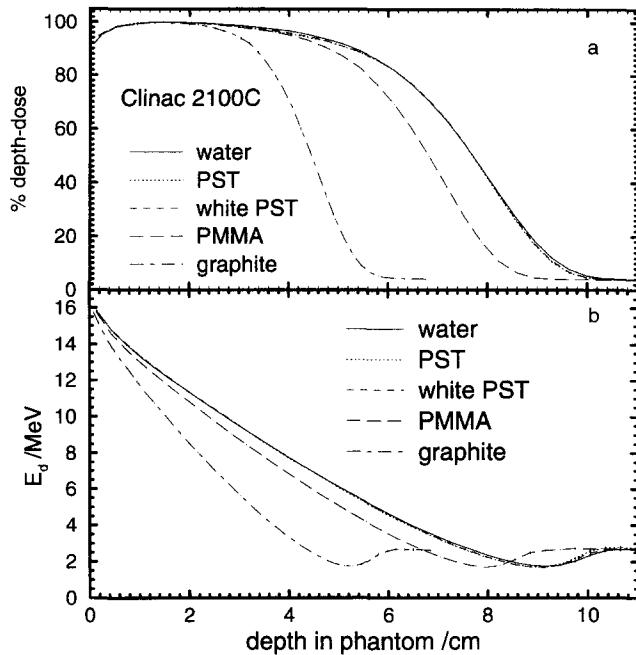 100
80
60
40
20
0
% depth-dose
a
Clinac 2100C
water
PST
white PST
PMMA
graphite
16
14
12
10
8
6
4
2
0
E_d /MeV
b
water
PST
white PST
PMMA
graphite
0 2 4 6 8 10
depth in phantom /cm